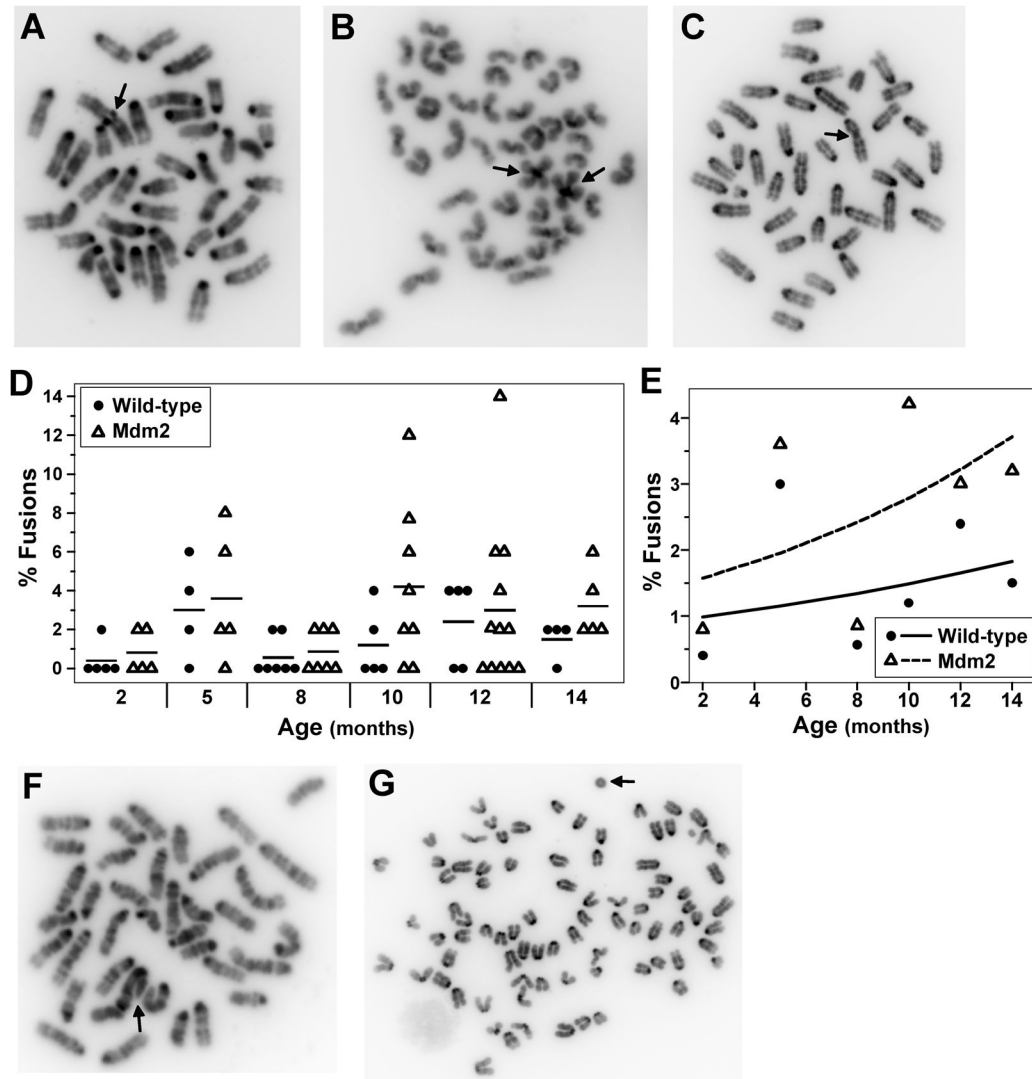 A
B
C
D
Wild-type
Mdm2
% Fusions
14
12
10
8
6
4
2
0
2 5 8 10 12 14
Age (months)
E
% Fusions
4
3
2
1
0
Wild-type
Mdm2
2 4 6 8 10 12 14
Age (months)
F
G